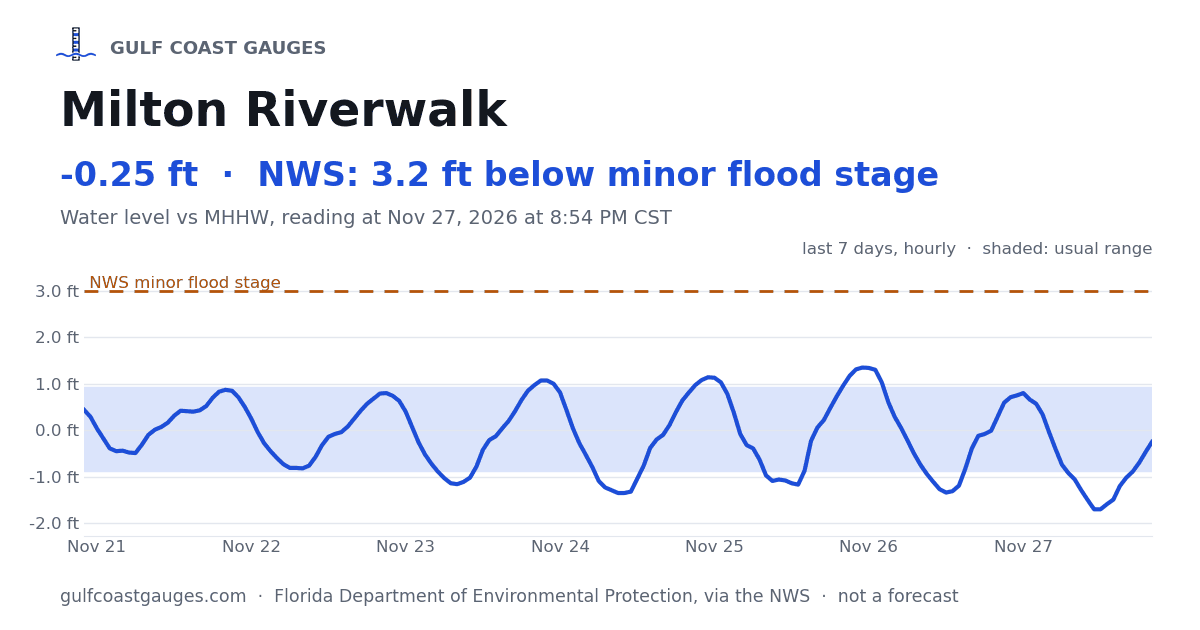 GULF COAST GAUGES
Milton Riverwalk
-0.25 ft · NWS: 3.2 ft below minor flood stage
Water level vs MHHW, reading at Nov 27, 2026 at 8:54 PM CST
last 7 days, hourly · shaded: usual range
NWS minor flood stage
3.0 ft
2.0 ft
1.0 ft
0.0 ft
-1.0 ft
-2.0 ft
Nov 21 Nov 22 Nov 23 Nov 24 Nov 25 Nov 26 Nov 27
gulfcoastgauges.com · Florida Department of Environmental Protection, via the NWS · not a forecast